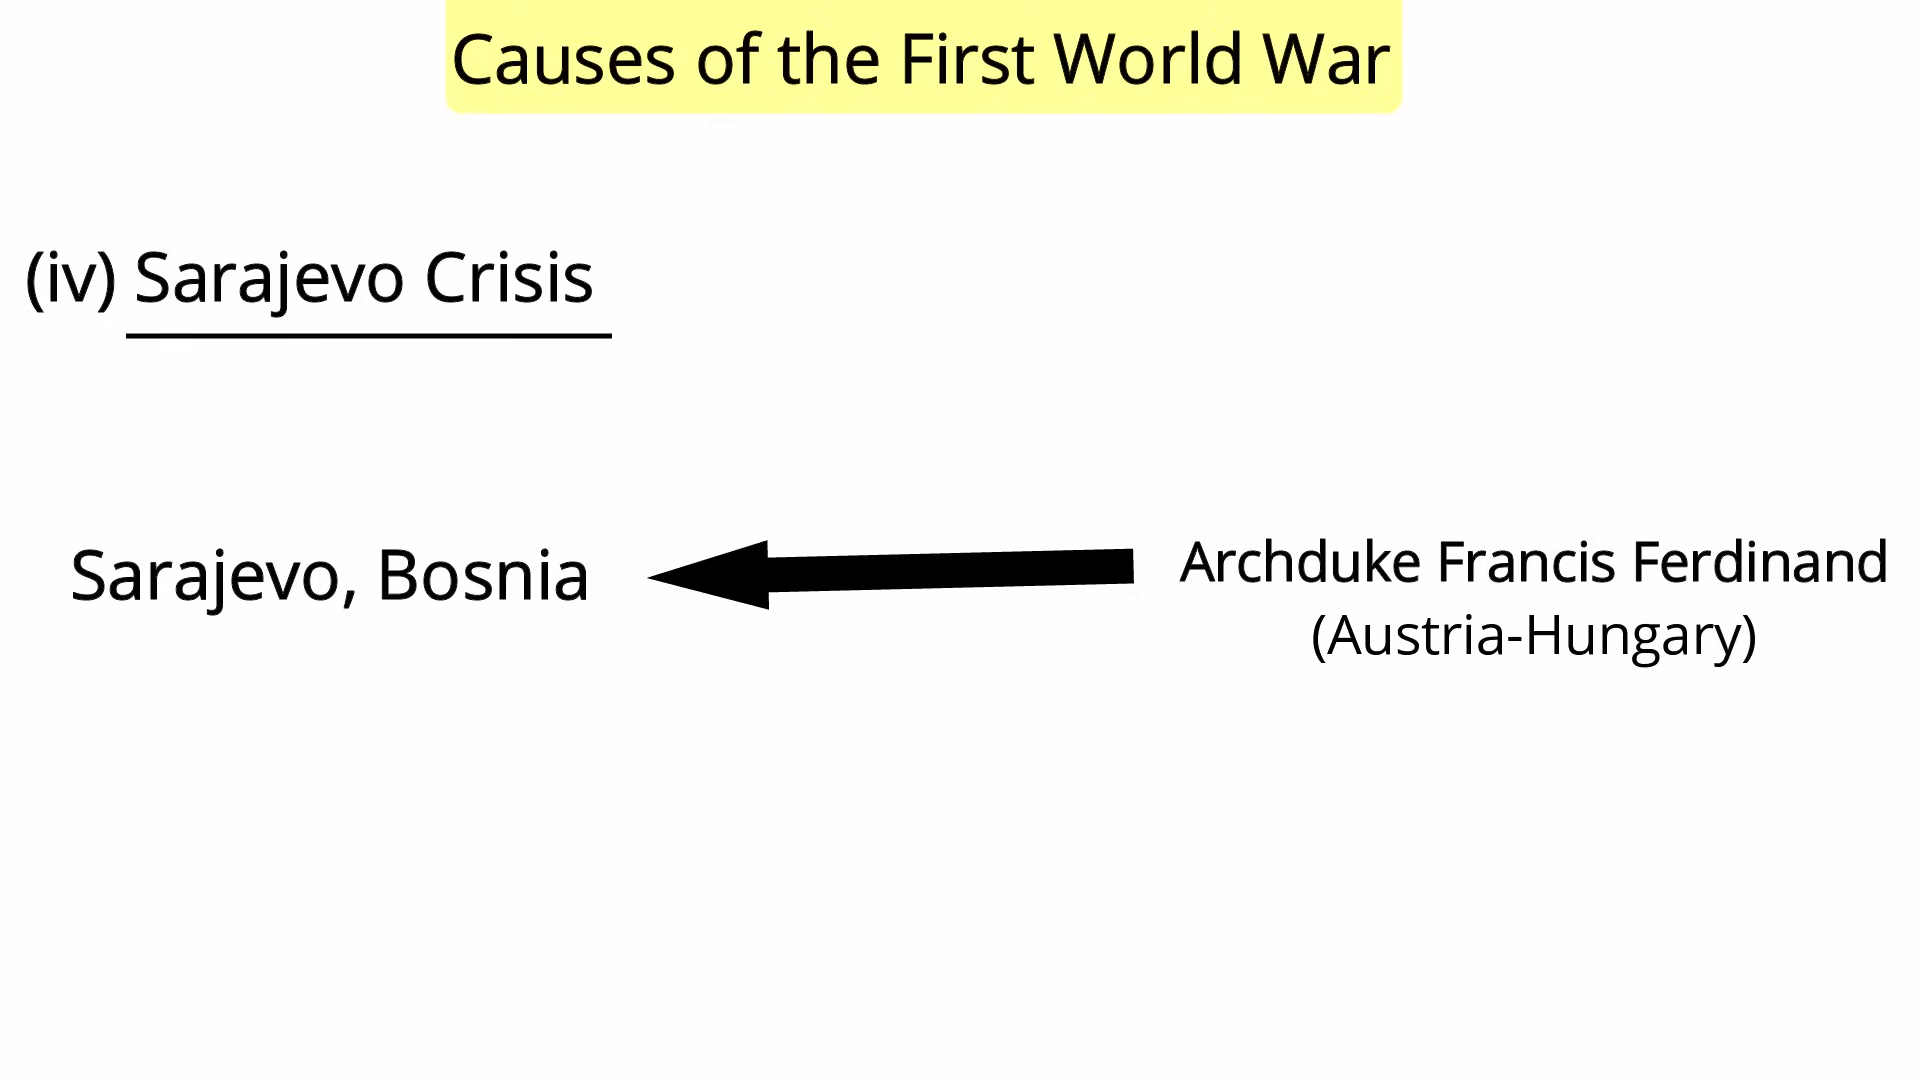 Causes of the First World War
(iv) Sarajevo Crisis
Sarajevo, Bosnia
Archduke Francis Ferdinand
(Austria-Hungary)